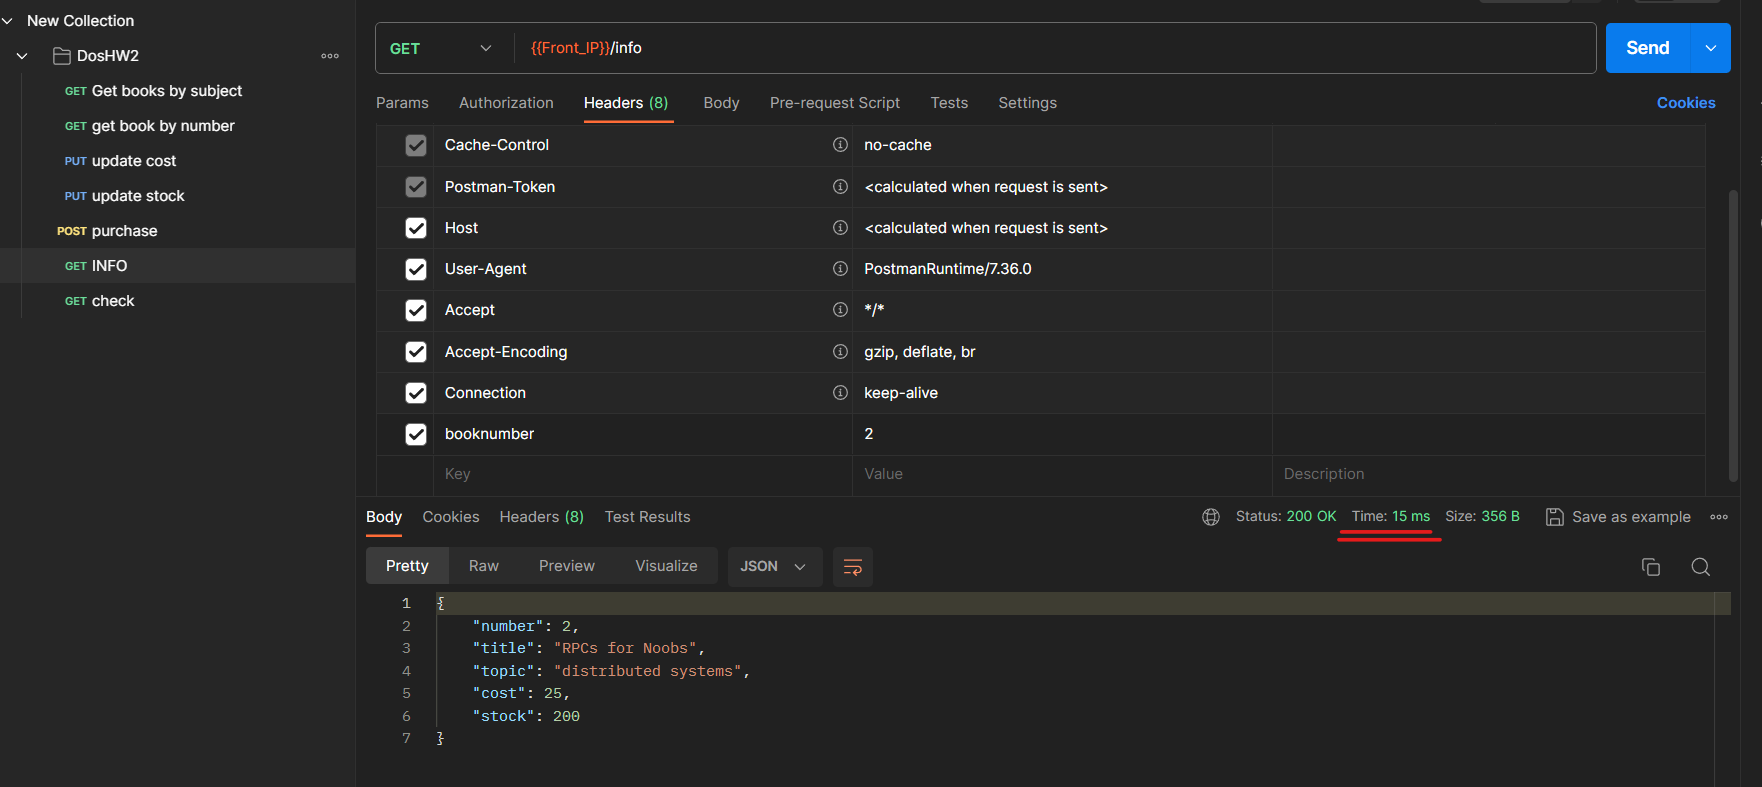 New Collection
DosHW2
GET Get books by subject
GET get book by number
PUT update cost
PUT update stock
POST purchase
GET INFO
GET check
GET {{Front_IP}}/info Send
Params Authorization Headers (8) Body Pre-request Script Tests Settings Cookies
Cache-Control no-cache
Postman-Token <calculated when request is sent>
Host <calculated when request is sent>
User-Agent PostmanRuntime/7.36.0
Accept */*
Accept-Encoding gzip, deflate, br
Connection keep-alive
booknumber 2
Key Value Description
Body Cookies Headers (8) Test Results Status: 200 OK Time: 15 ms Size: 356 B Save as example
Pretty Raw Preview Visualize JSON
1 {
2 "number": 2,
3 "title": "RPCs for Noobs",
4 "topic": "distributed systems",
5 "cost": 25,
6 "stock": 200
7 }